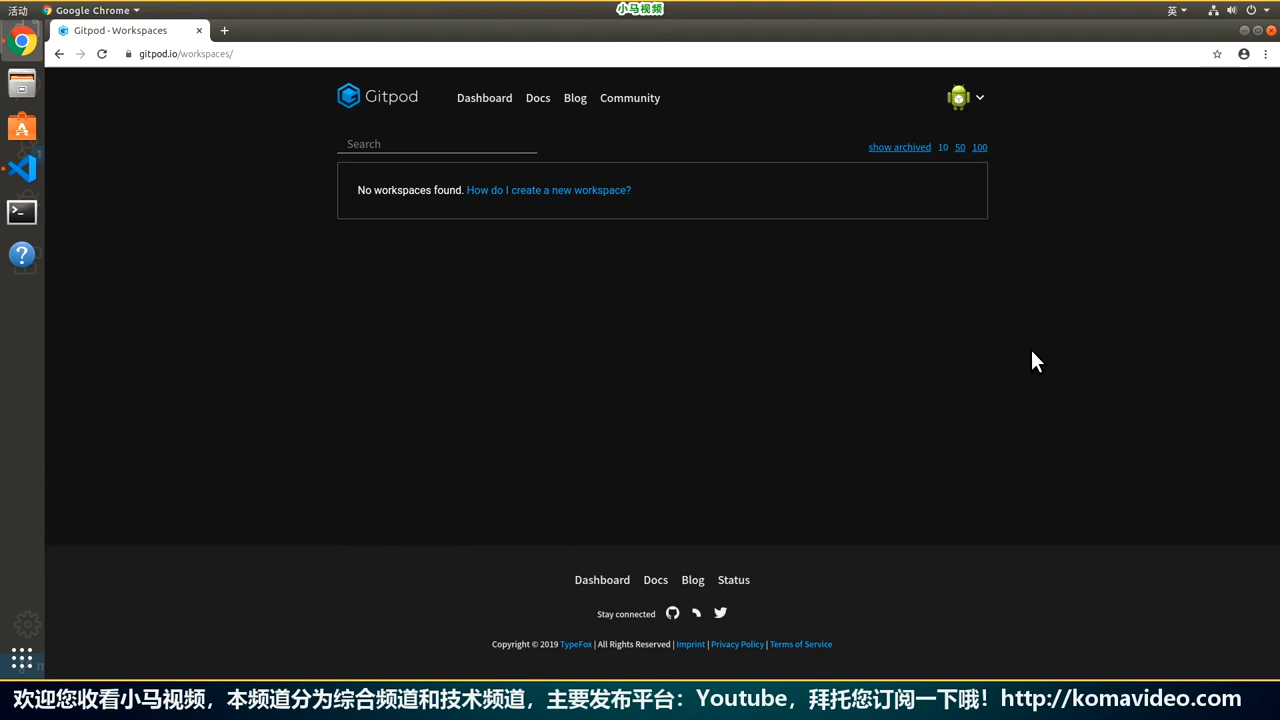 活动 Google Chrome 小马视频 英
Gitpod - Workspaces
gitpod.io/workspaces/
Gitpod Dashboard Docs Blog Community
Search show archived 10 50 100
No workspaces found. How do I create a new workspace?
Dashboard Docs Blog Status
Stay connected
Copyright © 2019 TypeFox | All Rights Reserved | Imprint | Privacy Policy | Terms of Service
欢迎您收看小马视频，本频道分为综合频道和技术频道，主要发布平台：Youtube，拜托您订阅一下哦！http://komavideo.com